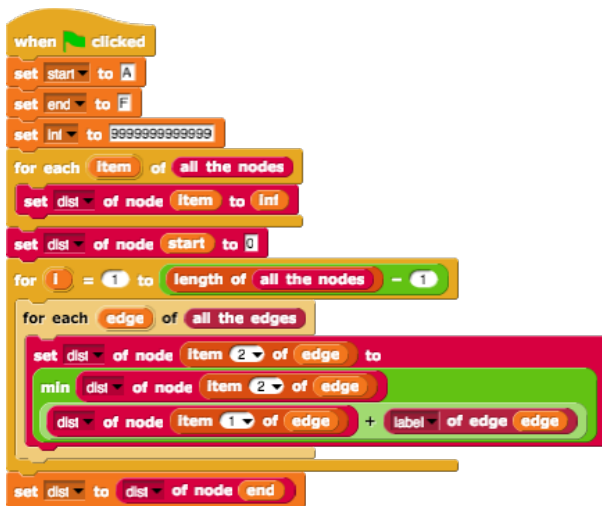 when clicked
set start to A
set end to F
set inf to 9999999999999
for each item of all the nodes
set dist of node item to inf
set dist of node start to 0
for i = 1 to length of all the nodes - 1
for each edge of all the edges
set dist of node item 2 of edge to
min dist of node item 2 of edge
dist of node item 1 of edge + label of edge edge
set dist to dist of node end